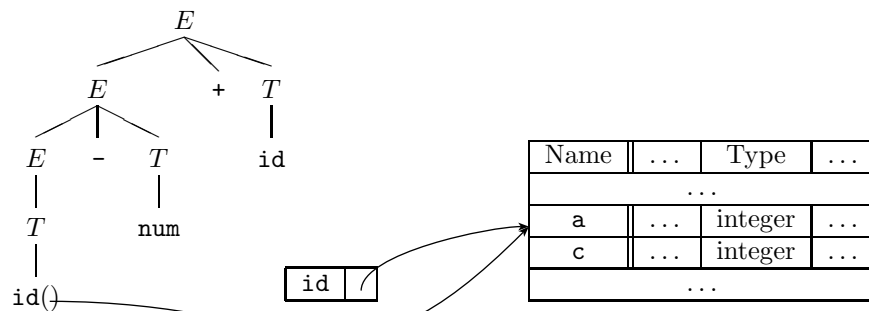 E
E + T
E - T id
T num
id()
id
Name ... Type ...
...
a ... integer ...
c ... integer ...
...